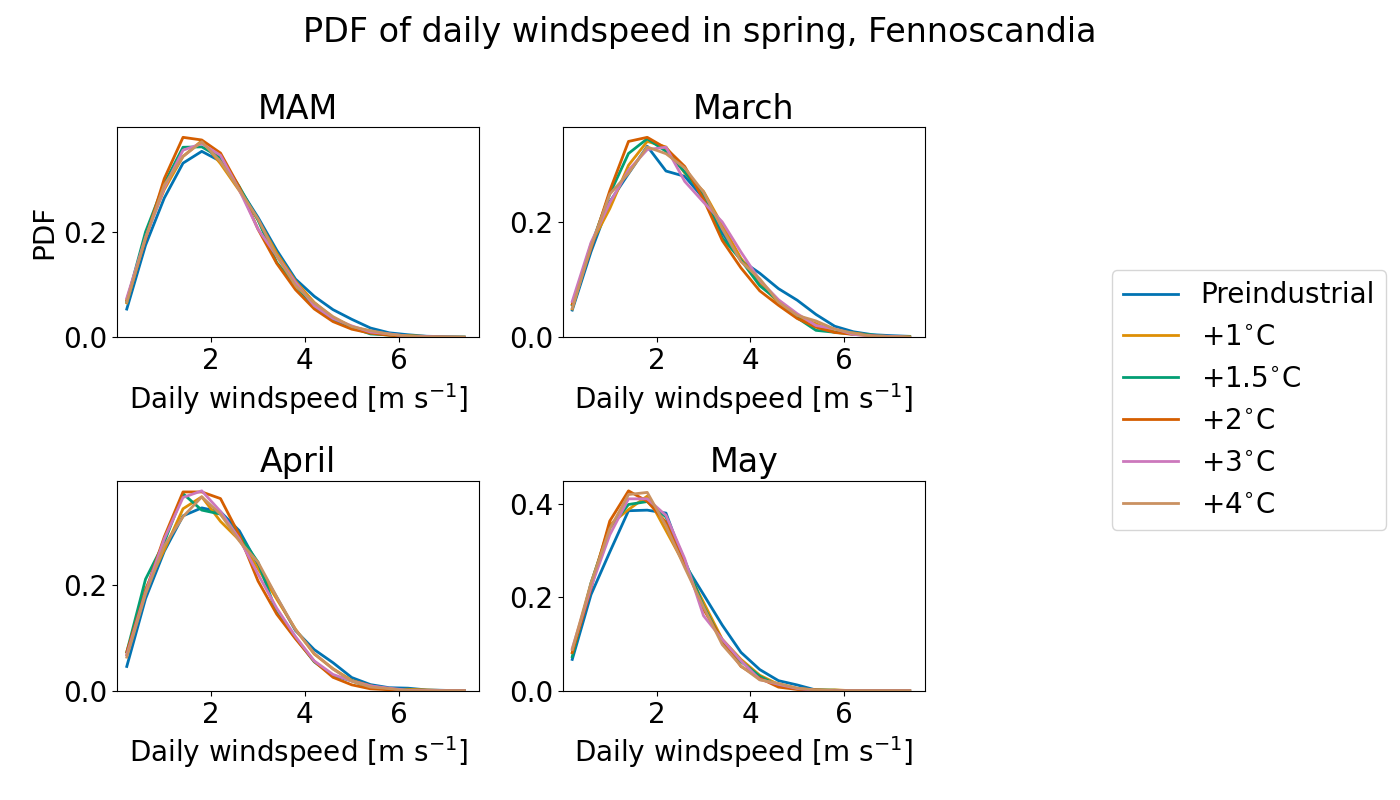 PDF of daily windspeed in spring, Fennoscandia
MAM
PDF
0.2
0.0
2 4 6
Daily windspeed [m s⁻¹]
March
0.2
0.0
2 4 6
Daily windspeed [m s⁻¹]
April
0.2
0.0
2 4 6
Daily windspeed [m s⁻¹]
May
0.4
0.2
0.0
2 4 6
Daily windspeed [m s⁻¹]
Preindustrial
+1°C
+1.5°C
+2°C
+3°C
+4°C